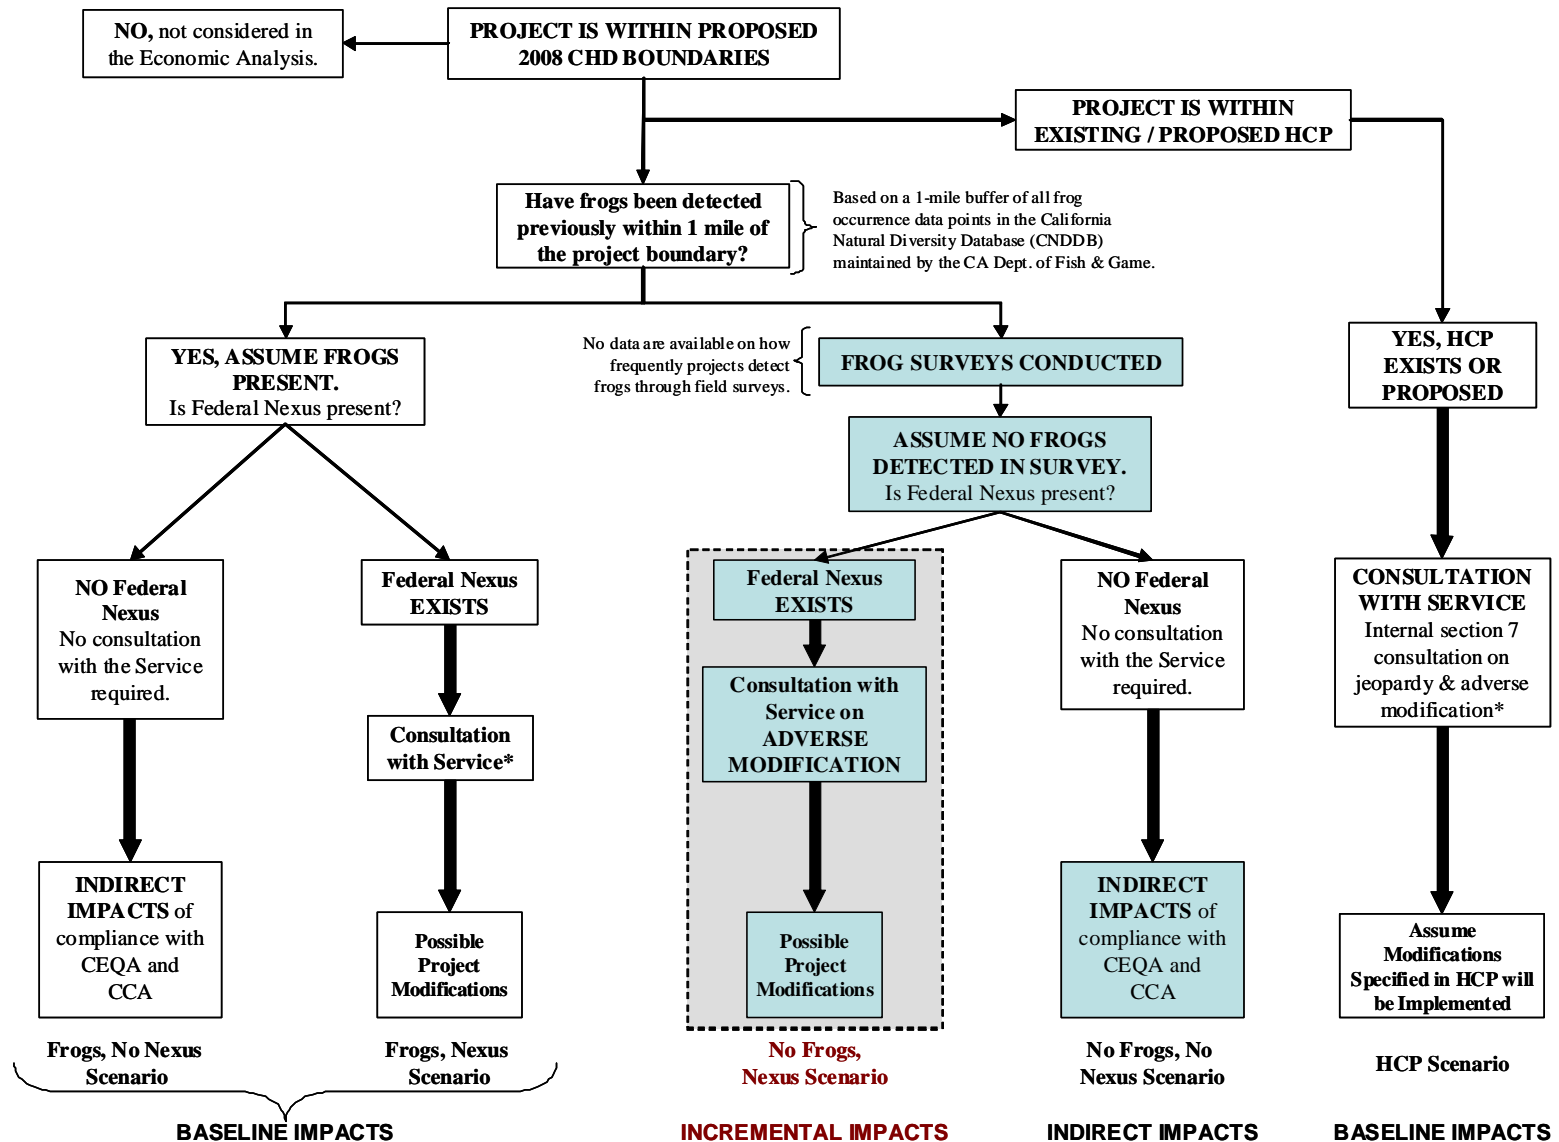 NO, not considered in
the Economic Analysis.
PROJECT IS WITHIN PROPOSED
2008 CHD BOUNDARIES
PROJECT IS WITHIN
EXISTING / PROPOSED HCP
Have frogs been detected
previously within 1 mile of
the project boundary?
Based on a 1-mile buffer of all frog
occurrence data points in the California
Natural Diversity Database (CNDDB)
maintained by the CA Dept. of Fish & Game.
YES, ASSUME FROGS
PRESENT.
Is Federal Nexus present?
No data are available on how
frequently projects detect
frogs through field surveys.
FROG SURVEYS CONDUCTED
YES, HCP
EXISTS OR
PROPOSED
ASSUME NO FROGS
DETECTED IN SURVEY.
Is Federal Nexus present?
NO Federal
Nexus
No consultation
with the Service
required.
Federal Nexus
EXISTS
Federal Nexus
EXISTS
NO Federal
Nexus
No consultation
with the Service
required.
CONSULTATION
WITH SERVICE
Internal section 7
consultation on
jeopardy & adverse
modification*
Consultation
with Service*
Consultation with
Service on
ADVERSE
MODIFICATION
INDIRECT
IMPACTS of
compliance with
CEQA and
CCA
Possible
Project
Modifications
Possible
Project
Modifications
INDIRECT
IMPACTS of
compliance with
CEQA and
CCA
Assume
Modifications
Specified in HCP will
be Implemented
Frogs, No Nexus
Scenario
Frogs, Nexus
Scenario
No Frogs,
Nexus Scenario
No Frogs, No
Nexus Scenario
HCP Scenario
BASELINE IMPACTS
INCREMENTAL IMPACTS
INDIRECT IMPACTS
BASELINE IMPACTS